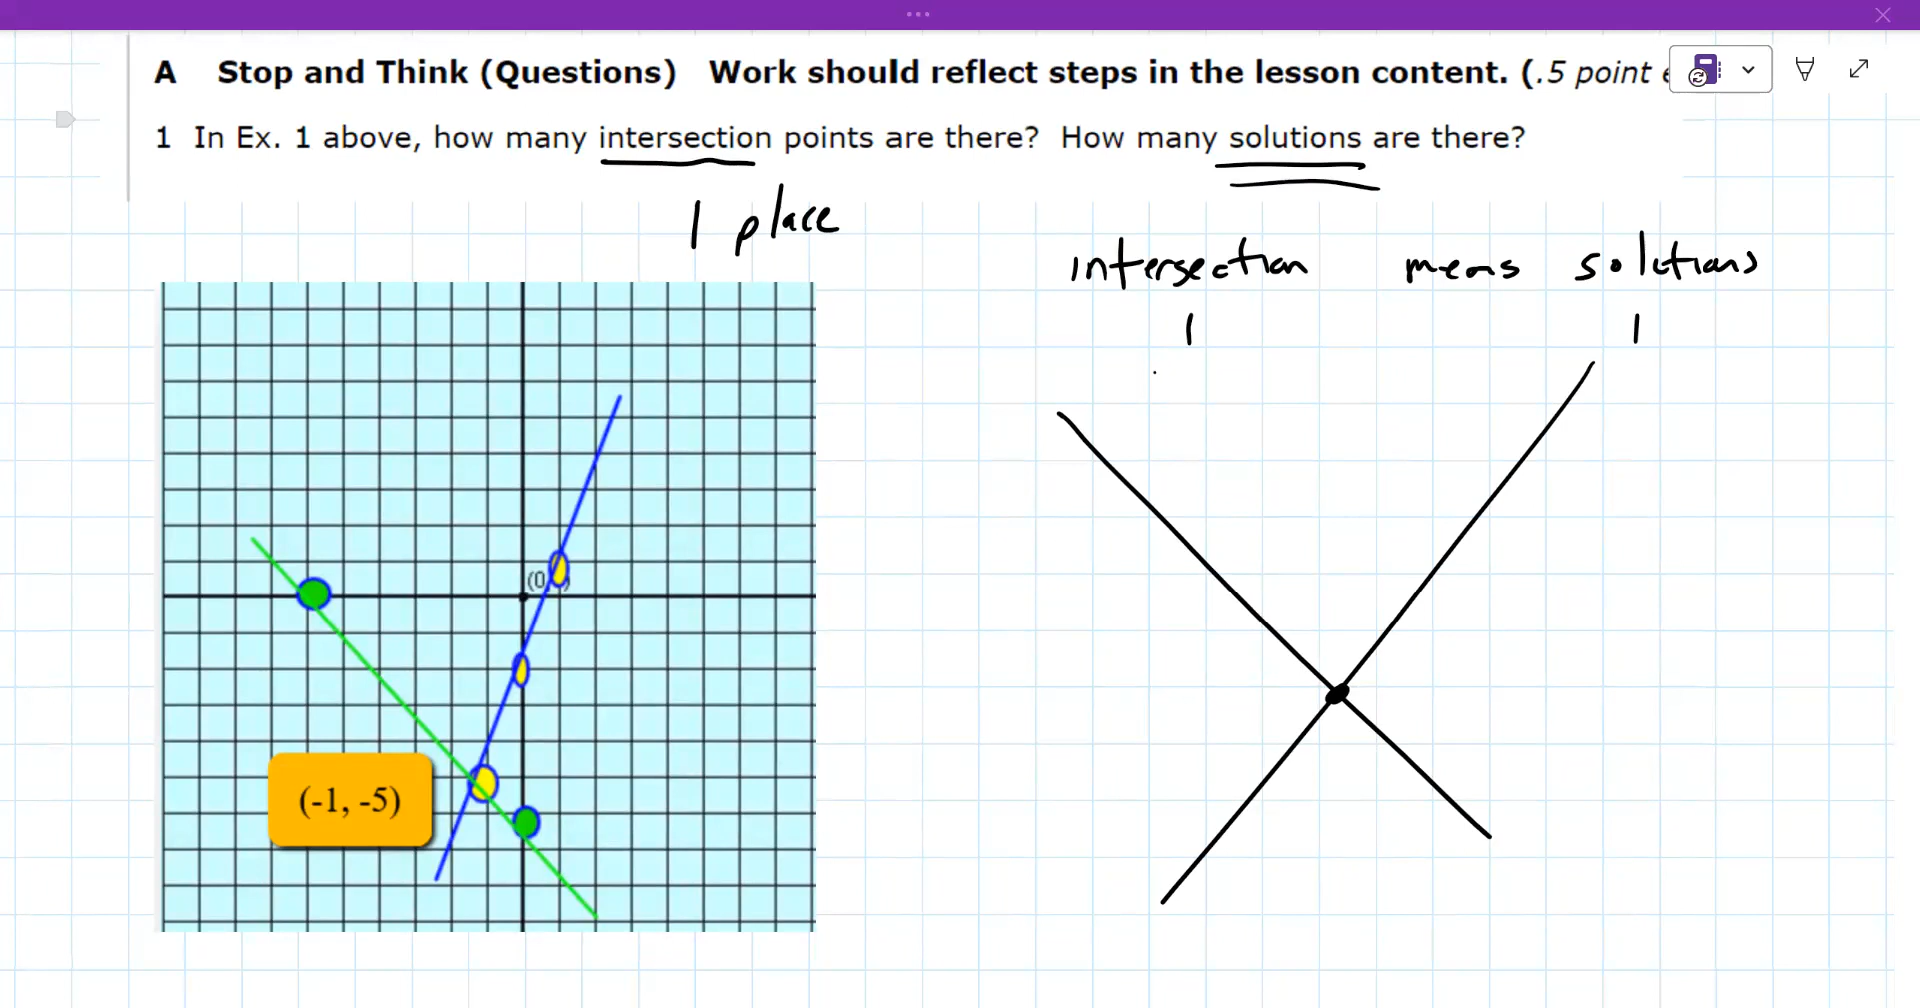 A Stop and Think (Questions) Work should reflect steps in the lesson content. (.5 point e
1 In Ex. 1 above, how many intersection points are there? How many solutions are there?
1 place
intersection means solutions
1 1
(0,
(-1, -5)